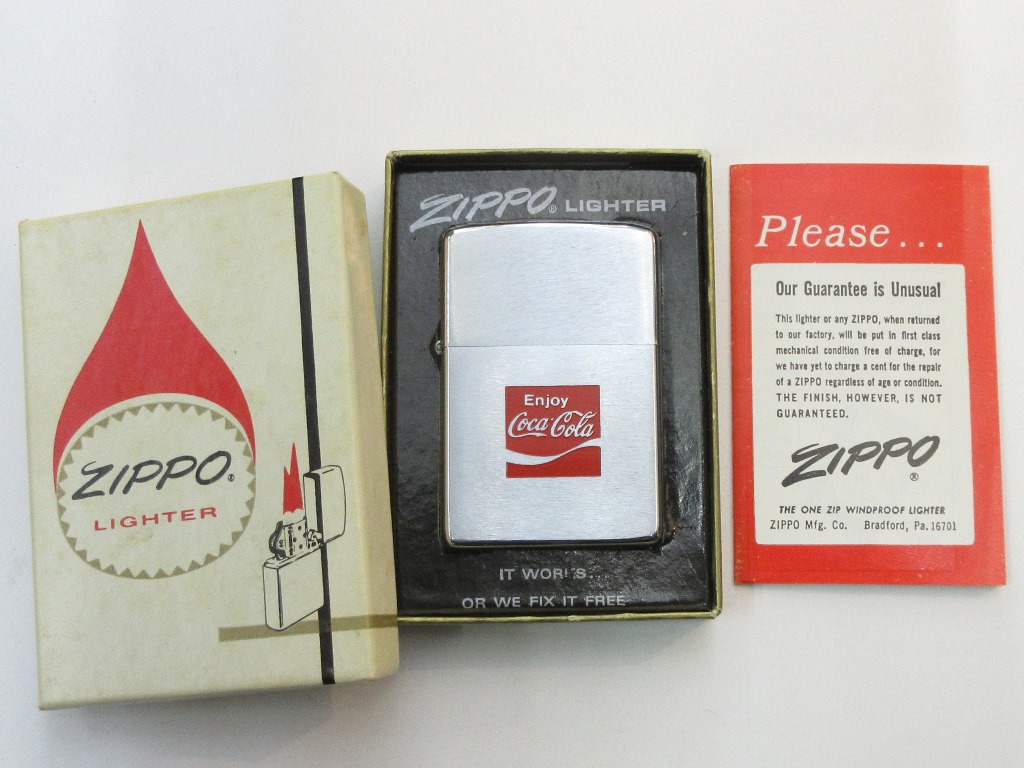 ZIPPO®
LIGHTER
ZIPPO® LIGHTER
Enjoy
Coca-Cola
IT WORKS...
OR WE FIX IT FREE
Please...
Our Guarantee is Unusual
This lighter or any ZIPPO, when returned
to our factory, will be put in first class
mechanical condition free of charge, for
we have yet to charge a cent for the repair
of a ZIPPO regardless of age or condition.
THE FINISH, HOWEVER, IS NOT
GUARANTEED.
ZIPPO
®
THE ONE ZIP WINDPROOF LIGHTER
ZIPPO Mfg. Co. Bradford, Pa. 16701